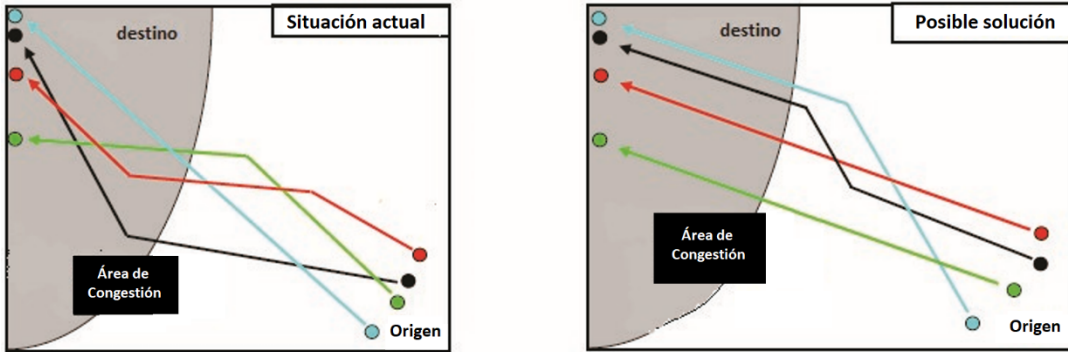 Situación actual
destino
Área de
Congestión
Origen
Posible solución
destino
Área de
Congestión
Origen